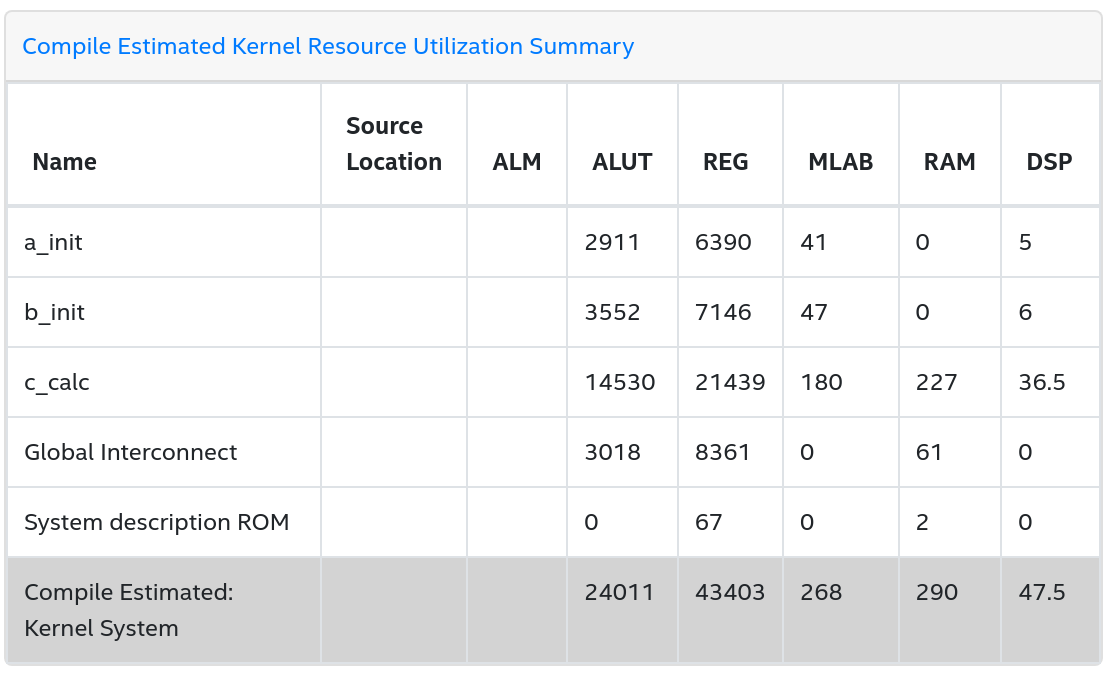 Compile Estimated Kernel Resource Utilization Summary
Name Source Location ALM ALUT REG MLAB RAM DSP
a_init 2911 6390 41 0 5
b_init 3552 7146 47 0 6
c_calc 14530 21439 180 227 36.5
Global Interconnect 3018 8361 0 61 0
System description ROM 0 67 0 2 0
Compile Estimated: Kernel System 24011 43403 268 290 47.5